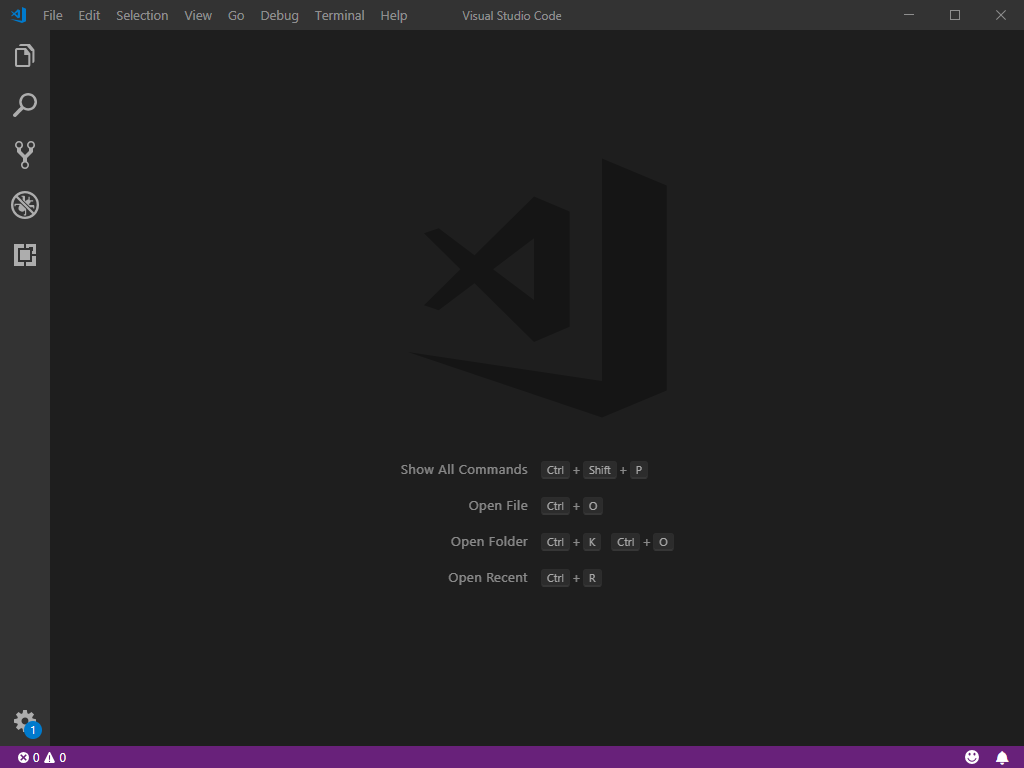 File Edit Selection View Go Debug Terminal Help Visual Studio Code
Show All Commands Ctrl + Shift + P
Open File Ctrl + O
Open Folder Ctrl + K Ctrl + O
Open Recent Ctrl + R
1
0 0